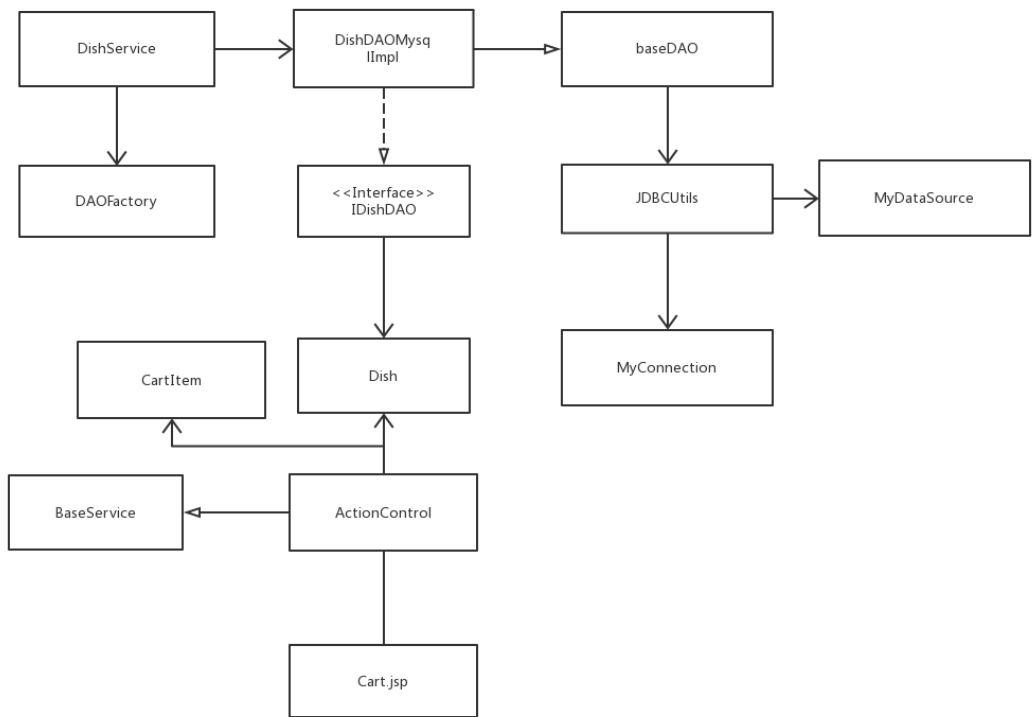 DishService
DishDAOMysq
lImpl
baseDAO
DAOFactory
<<Interface>>
IDishDAO
JDBCUtils
MyDataSource
CartItem
Dish
MyConnection
BaseService
ActionControl
Cart.jsp